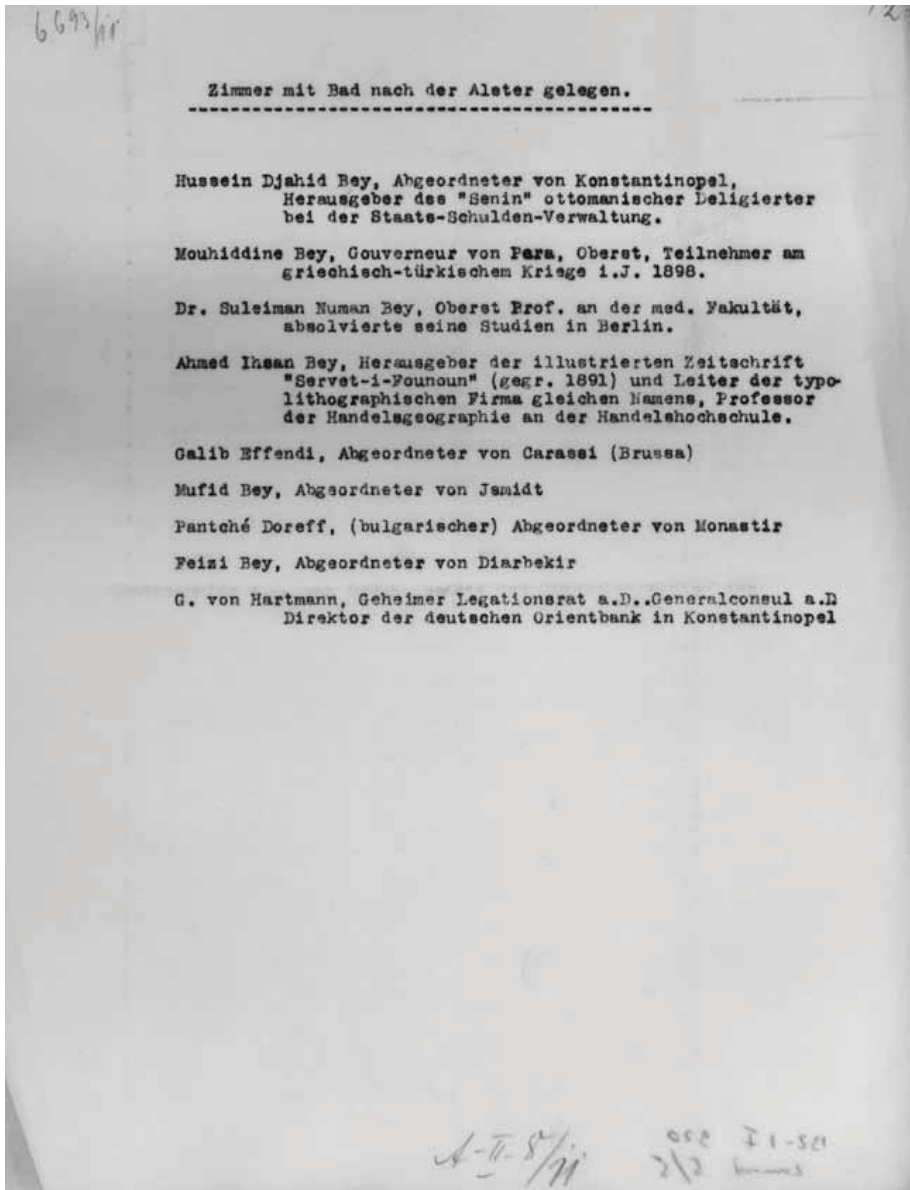 6693/11
Zimmer mit Bad nach der Alster gelegen.
Hussein Djahid Bey, Abgeordneter von Konstantinopel,
Herausgeber des "Senin" ottomanischer Deligierter
bei der Staats-Schulden-Verwaltung.
Mouhiddine Bey, Gouverneur von Pera, Oberst, Teilnehmer am
griechisch-türkischem Kriege i.J. 1898.
Dr. Suleiman Numan Bey, Oberst Prof. an der med. Fakultät,
absolvierte seine Studien in Berlin.
Ahmed Ihsan Bey, Herausgeber der illustrierten Zeitschrift
"Servet-i-Founoun" (gegr. 1891) und Leiter der typo-
lithographischen Firma gleichen Namens, Professor
der Handelsgeographie an der Handelshochschule.
Galib Effendi, Abgeordneter von Carassi (Brussa)
Mufid Bey, Abgeordneter von Jsmidt
Pantché Doreff, (bulgarischer) Abgeordneter von Monastir
Feizi Bey, Abgeordneter von Diarbekir
G. von Hartmann, Geheimer Legationsrat a.D..Generalconsul a.D
Direktor der deutschen Orientbank in Konstantinopel
A-II-8/11